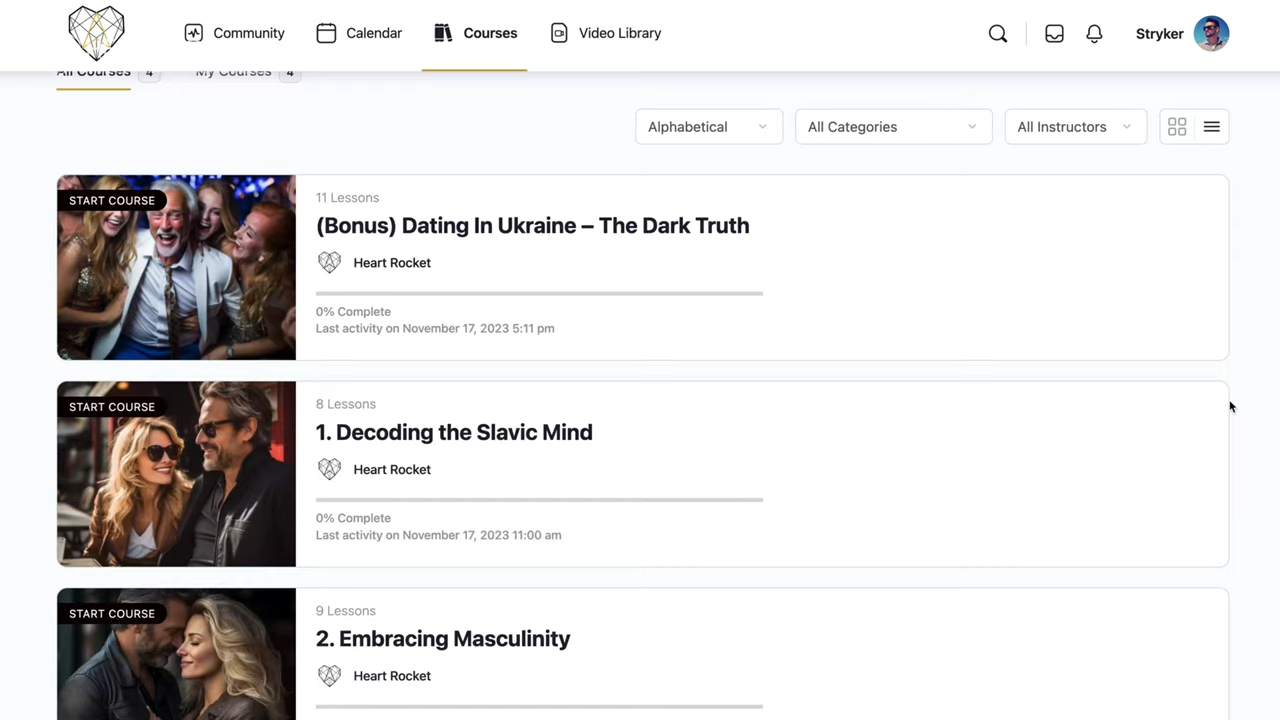 Community
Calendar
Courses
Video Library
Stryker
All Courses 4
My Courses 4
Alphabetical
All Categories
All Instructors
START COURSE
11 Lessons
(Bonus) Dating In Ukraine – The Dark Truth
Heart Rocket
0% Complete
Last activity on November 17, 2023 5:11 pm
START COURSE
8 Lessons
1. Decoding the Slavic Mind
Heart Rocket
0% Complete
Last activity on November 17, 2023 11:00 am
START COURSE
9 Lessons
2. Embracing Masculinity
Heart Rocket